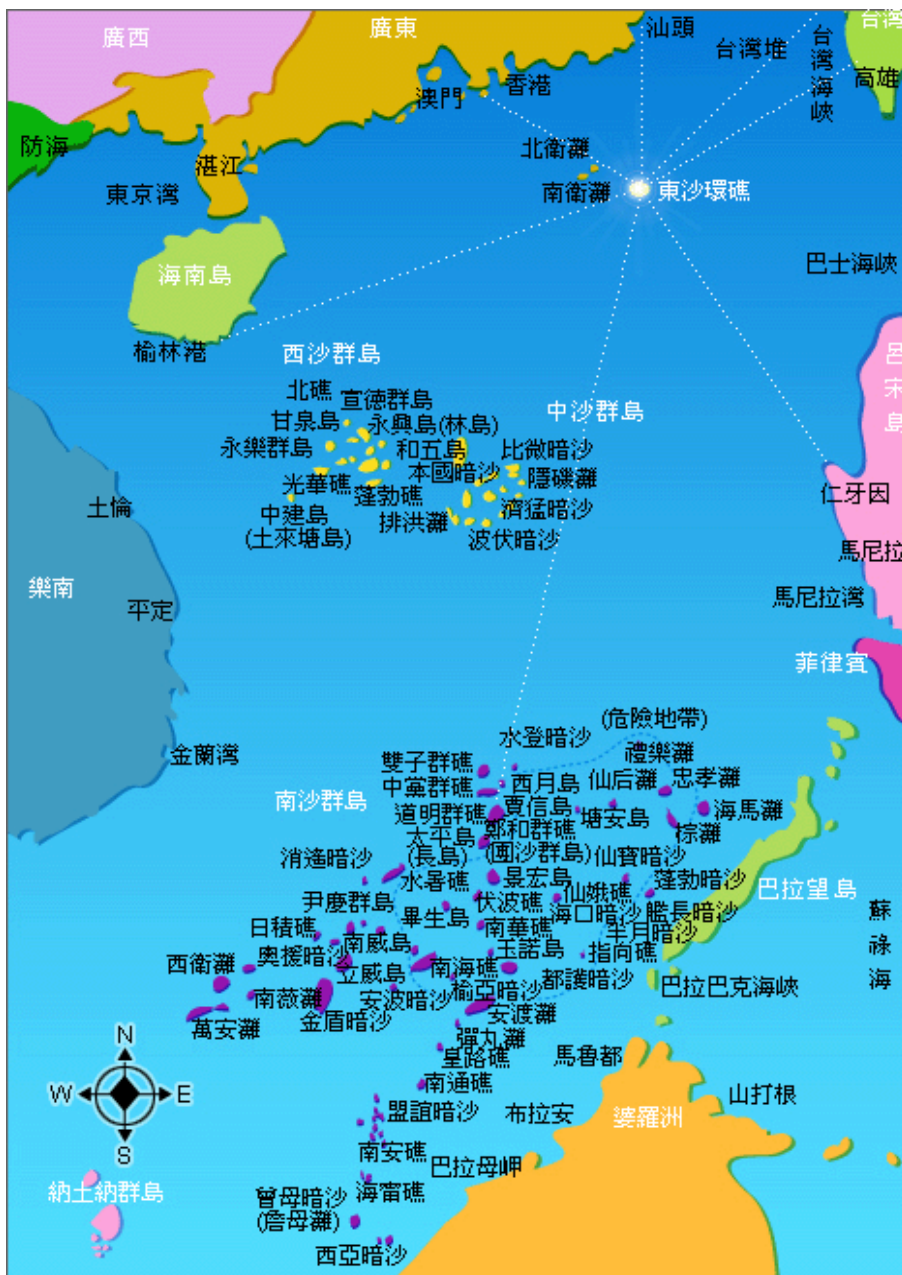 廣西
廣東
汕頭
台灣堆
台灣海峽
台灣
高雄
澳門
香港
防海
湛江
東京灣
北衛灘
南衛灘
東沙環礁
海南島
巴士海峽
榆林港
西沙群島
呂宋島
北礁
宣德群島
中沙群島
甘泉島
永興島(林島)
永樂群島
和五島
比微暗沙
本國暗沙
隱磯灘
光華礁
蓬勃礁
濟猛暗沙
中建島
(土來塘島)
排洪灘
波伏暗沙
土倫
仁牙因
馬尼拉
樂南
平定
馬尼拉灣
菲律賓
金蘭灣
(危險地帶)
水登暗沙
禮樂灘
雙子群礁
中黨群礁
西月島
仙后灘
忠孝灘
南沙群島
道明群礁
賈信島
塘安島
海馬灘
太平島
(長島)
鄭和群礁
(團沙群島)
棕灘
消遙暗沙
仙賓暗沙
水暑礁
景宏島
蓬勃暗沙
巴拉望島
尹慶群島
畢生島
伏波礁
仙娥礁
海口暗沙
艦長暗沙
蘇祿海
日積礁
南華礁
半月暗沙
奧援暗沙
南威島
玉諾島
指向礁
西衛灘
立威島
南海礁
都護暗沙
巴拉巴克海峽
南薇灘
安波暗沙
榆亞暗沙
萬安灘
金盾暗沙
安渡灘
彈丸灘
皇路礁
馬魯都
N
W
E
S
南通礁
山打根
盟誼暗沙
布拉安
婆羅洲
南安礁
巴拉母岬
納土納群島
曾母暗沙
(詹母灘)
海甯礁
西亞暗沙